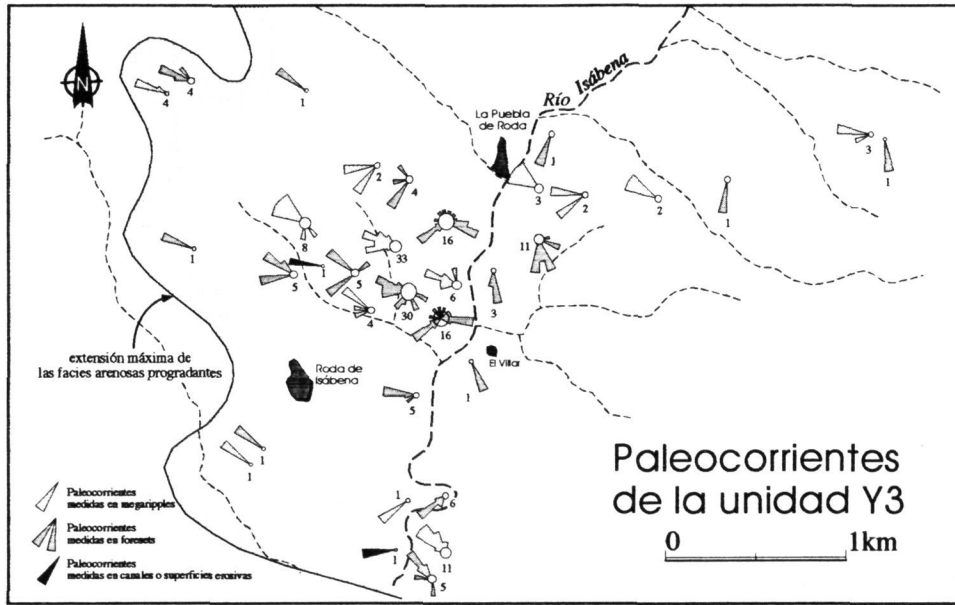 N
Río Isábena
La Puebla
de Roda
4
4
1
2
4
1
3
2
2
1
3
1
8
16
33
11
1
5
1
5
6
3
30
4
16
extensión máxima de
las facies arenosas progradantes
Roda de
Isábena
El Villar
1
5
1
1
Paleocorrientes
medidas en megaripples
Paleocorrientes
medidas en foresets
Paleocorrientes
medidas en canales o superficies erosivas
1
6
1
11
5
Paleocorrientes
de la unidad Y3
0 1km